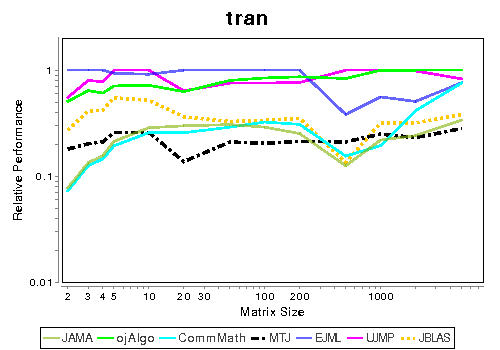 tran
Relative Performance
1
0.1
0.01
2 3 4 5 10 20 30 100 200 1000
Matrix Size
JAMA ojAlgo CommMath MTJ EJML UJMP JBLAS